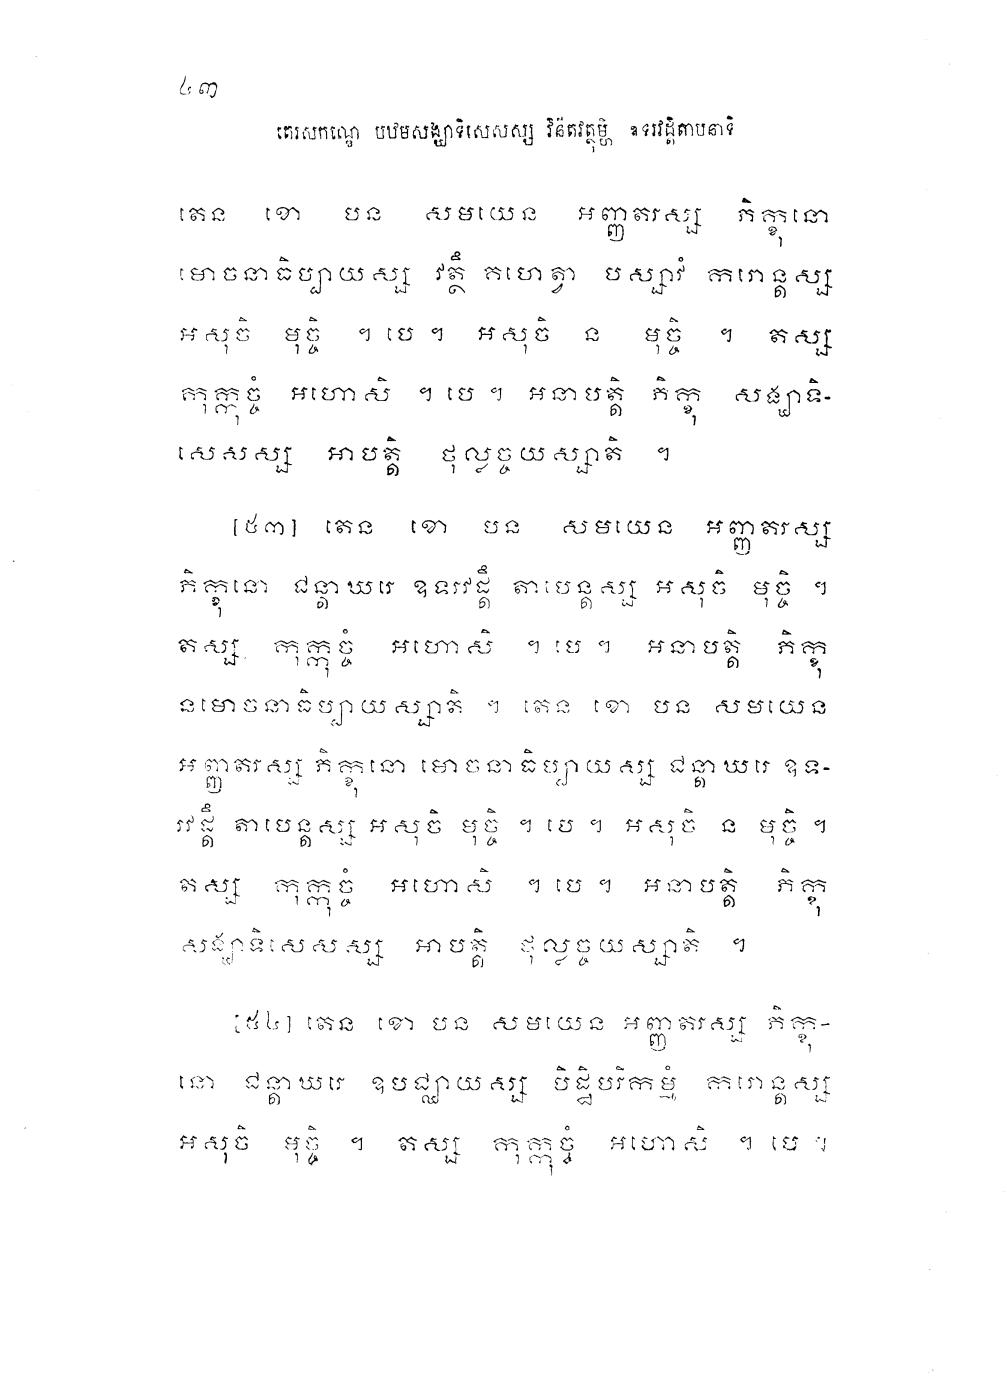 ៤៣
តេរសកណ្ឌេ បឋមសង្ឃាទិសេសស្ស វិនីតវត្ថុម្ហិ ឧទរវដ្ដិតាបនាទិ
តេន ខោ បន សមយេន អញ្ញតរស្ស ភិក្ខុនោ
មោចនាធិប្បាយស្ស វត្ថឹ គហេត្វា បស្សាវំ ករោន្តស្ស
អសុចិ មុច្ចិ ។ បេ ។ អសុចិ ន មុច្ចិ ។ តស្ស
កុក្កុច្ចំ អហោសិ ។ បេ ។ អនាបត្តិ ភិក្ខុ សង្ឃាទិ-
សេសស្ស អាបត្តិ ថុល្លច្ចយស្សាតិ ។
[៥៣] តេន ខោ បន សមយេន អញ្ញតរស្ស
ភិក្ខុនោ ជន្តាឃរេ ឧទរវដ្ដឹ តាបេន្តស្ស អសុចិ មុច្ចិ ។
តស្ស កុក្កុច្ចំ អហោសិ ។ បេ ។ អនាបត្តិ ភិក្ខុ
នមោចនាធិប្បាយស្សាតិ ។ តេន ខោ បន សមយេន
អញ្ញតរស្ស ភិក្ខុនោ មោចនាធិប្បាយស្ស ជន្តាឃរេ ឧទ-
រវដ្ដឹ តាបេន្តស្ស អសុចិ មុច្ចិ ។ បេ ។ អសុចិ ន មុច្ចិ ។
តស្ស កុក្កុច្ចំ អហោសិ ។ បេ ។ អនាបត្តិ ភិក្ខុ
សង្ឃាទិសេសស្ស អាបត្តិ ថុល្លច្ចយស្សាតិ ។
[៥៤] តេន ខោ បន សមយេន អញ្ញតរស្ស ភិក្ខុ-
នោ ជន្តាឃរេ ឧបជ្ឈាយស្ស បិដ្ឋិបរិកម្មំ ករោន្តស្ស
អសុចិ មុច្ចិ ។ តស្ស កុក្កុច្ចំ អហោសិ ។ បេ ។